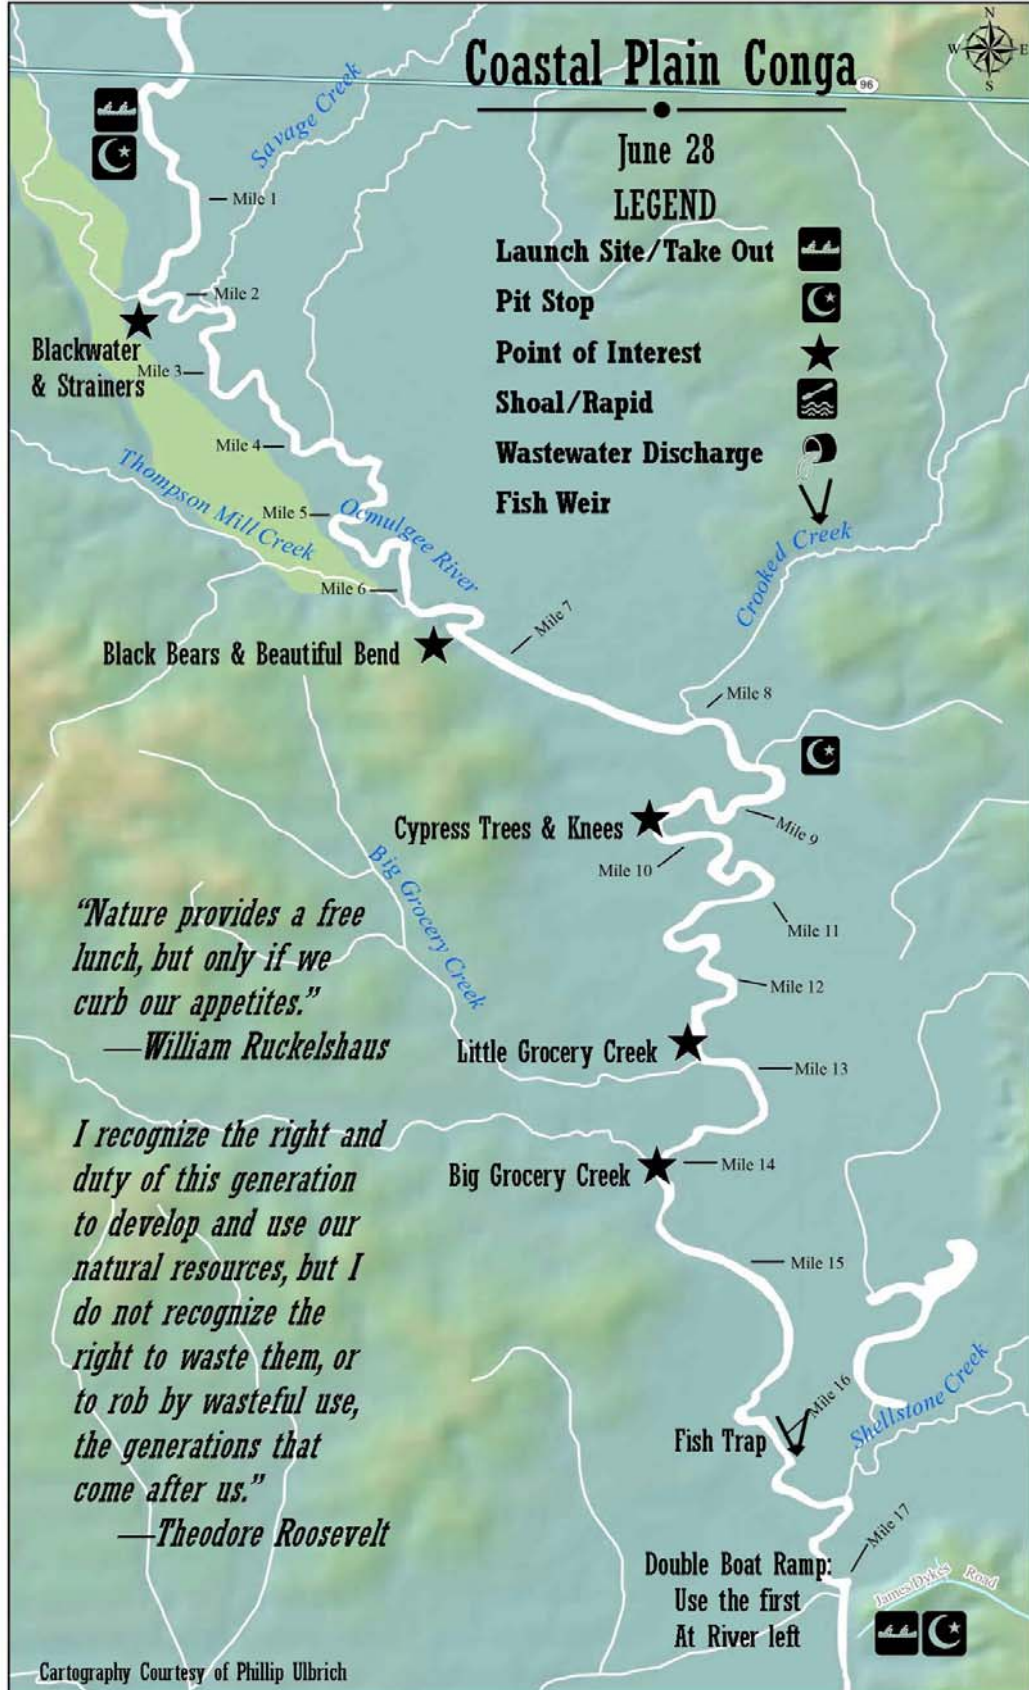 N
W E
S
Coastal Plain Conga
96
June 28
LEGEND
Launch Site/Take Out
Pit Stop
Point of Interest
Shoal/Rapid
Wastewater Discharge
Fish Weir
Savage Creek
Mile 1
Mile 2
Blackwater
& Strainers
Mile 3
Mile 4
Thompson Mill Creek
Mile 5
Ocmulgee River
Mile 6
Crooked Creek
Mile 7
Black Bears & Beautiful Bend
Mile 8
Cypress Trees & Knees
Mile 9
Mile 10
Big Grocery Creek
Mile 11
Mile 12
“Nature provides a free
lunch, but only if we
curb our appetites.”
—William Ruckelshaus
Little Grocery Creek
Mile 13
Big Grocery Creek
Mile 14
I recognize the right and
duty of this generation
to develop and use our
natural resources, but I
do not recognize the
right to waste them, or
to rob by wasteful use,
the generations that
come after us.”
—Theodore Roosevelt
Mile 15
Mile 16
Shellstone Creek
Fish Trap
Mile 17
Double Boat Ramp:
Use the first
At River left
James Dykes Road
Cartography Courtesy of Phillip Ulbrich